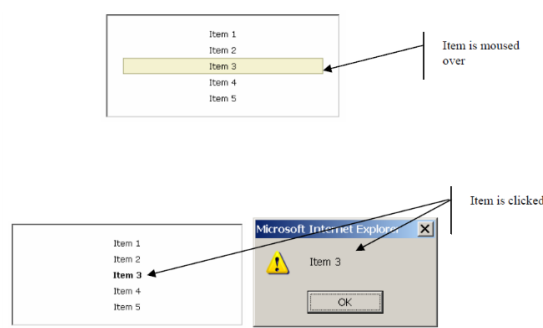 Item 1
Item 2
Item 3
Item 4
Item 5
Item is moused
over
Item is clicked
Item 1
Item 2
Item 3
Item 4
Item 5
Microsoft Internet Explorer
Item 3
OK